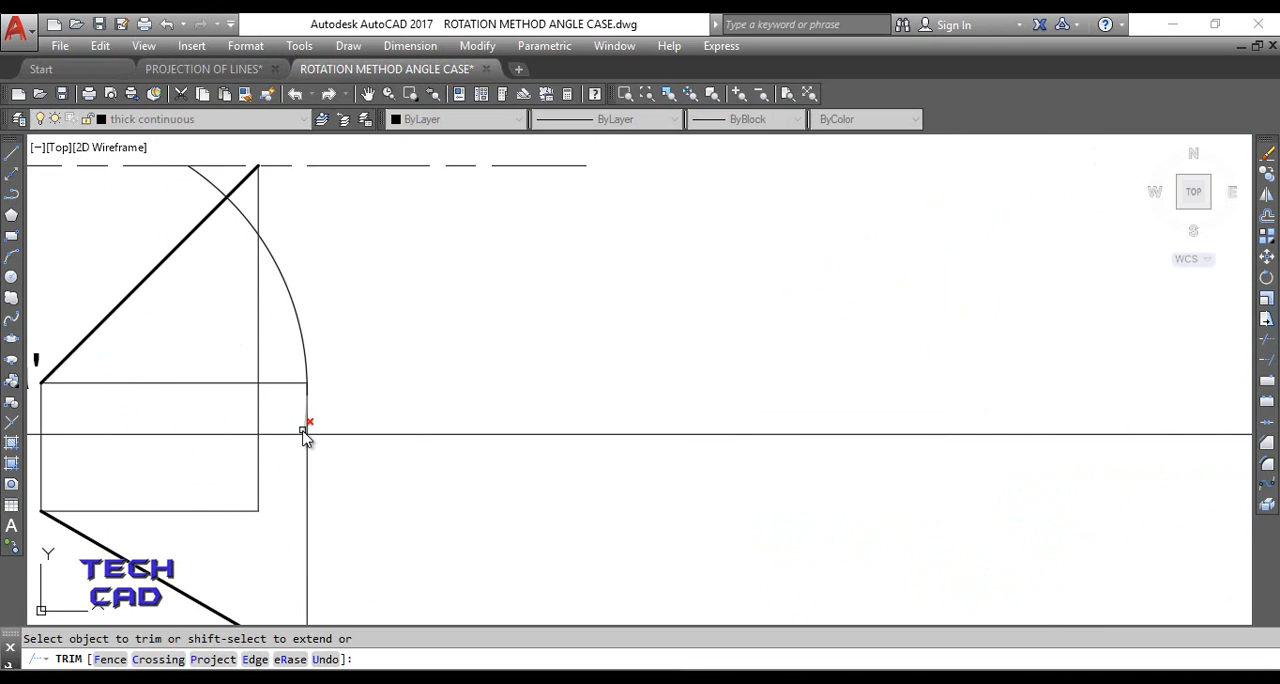 Autodesk AutoCAD 2017 ROTATION METHOD ANGLE CASE.dwg
Type a keyword or phrase
Sign In
File Edit View Insert Format Tools Draw Dimension Modify Parametric Window Help Express
Start PROJECTION OF LINES* ROTATION METHOD ANGLE CASE*
thick continuous ByLayer ByLayer ByBlock ByColor
[−][Top][2D Wireframe]
N
W TOP E
S
WCS
Y
X
TECH
CAD
Select object to trim or shift-select to extend or
TRIM [Fence Crossing Project Edge eRase Undo]: